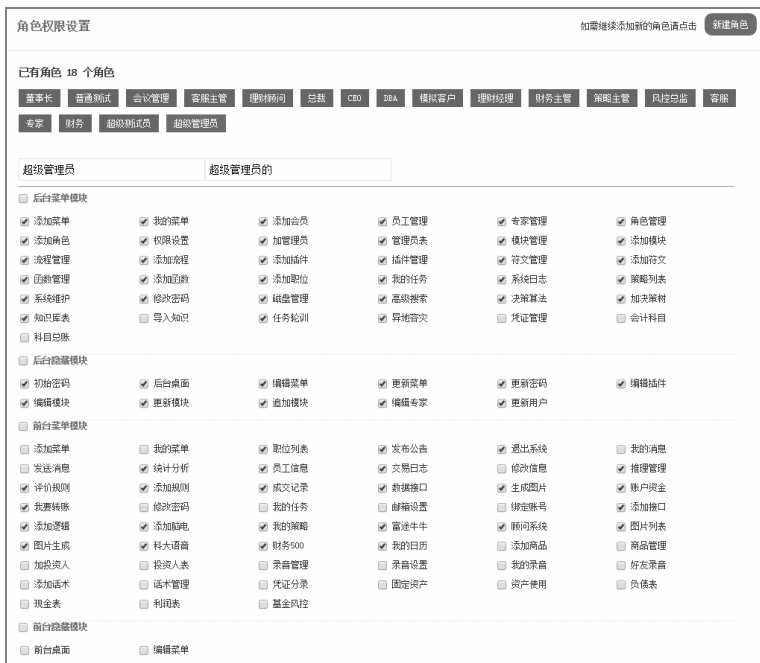 角色权限设置 如需继续添加新的角色请点击 新建角色
已有角色 18 个角色
董事长 普通测试 会议管理 客服主管 理财顾问 总裁 CEO DBA 模拟客户 理财经理 财务主管 策略主管 风控总监 客服
专家 财务 超级测试员 超级管理员
超级管理员 超级管理员的
后台菜单模块
添加菜单 我的菜单 添加会员 员工管理 专家管理 角色管理
添加角色 权限设置 加管理员 管理员表 模块管理 添加模块
流程管理 添加流程 添加插件 插件管理 符文管理 添加符文
函数管理 添加函数 添加职位 我的任务 系统日志 策略列表
系统维护 修改密码 磁盘管理 高级搜索 决策算法 加决策树
知识库表 导入知识 任务轮训 异地容灾 凭证管理 会计科目
科目总账
后台隐藏模块
初始密码 后台桌面 编辑菜单 更新菜单 更新密码 编辑插件
编辑模块 更新模块 追加模块 编辑专家 更新用户
前台菜单模块
添加菜单 我的菜单 职位列表 发布公告 退出系统 我的消息
发送消息 统计分析 员工信息 交易日志 修改信息 推理管理
评价规则 添加规则 成交记录 数据接口 生成图片 账户资金
我要转账 修改密码 我的任务 邮箱设置 绑定账号 添加接口
添加逻辑 添加脑电 我的策略 富途牛牛 顾问系统 图片列表
图片生成 科大语音 财务500 我的日历 添加商品 商品管理
加投资人 投资人表 录音管理 录音设置 我的录音 好友录音
添加话术 话术管理 凭证分录 固定资产 资产使用 负债表
现金表 利润表 基金风控
前台隐藏模块
前台桌面 编辑菜单